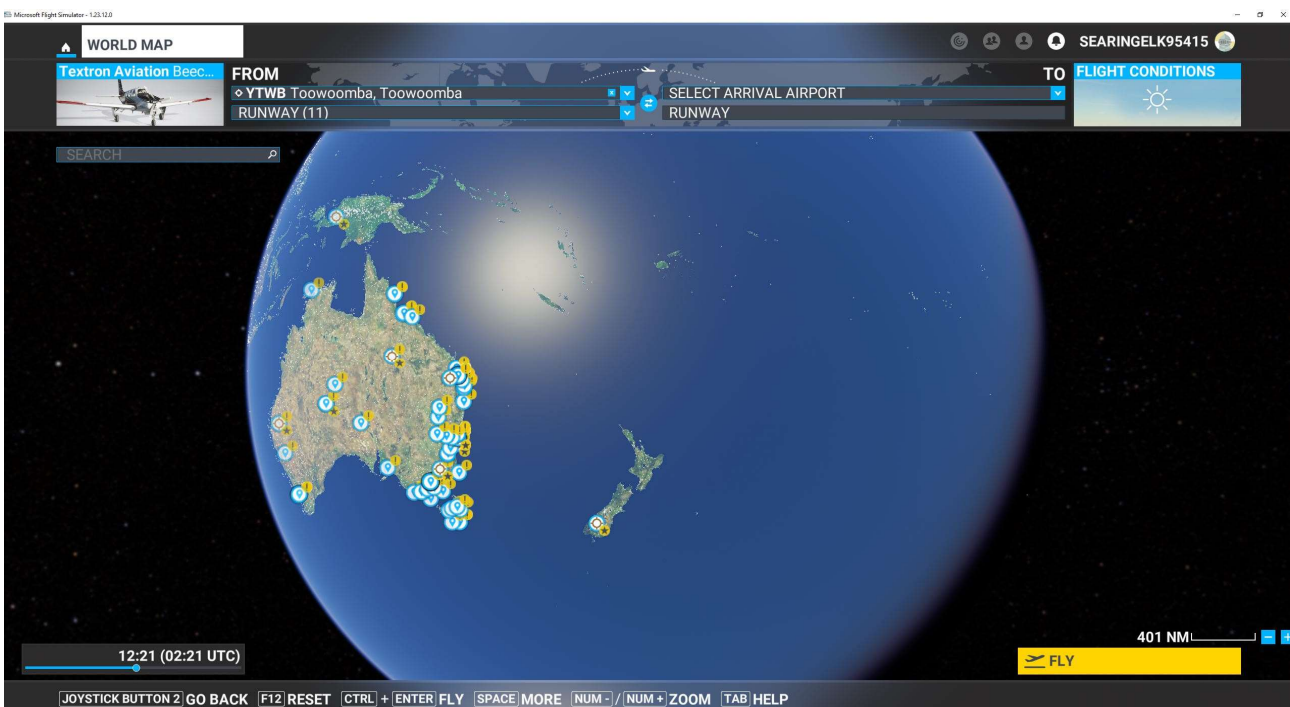 Microsoft Flight Simulator - 1.23.12.0
WORLD MAP
SEARINGELK95415
Textron Aviation Beec...
FROM
TO
FLIGHT CONDITIONS
YTWB Toowoomba, Toowoomba
SELECT ARRIVAL AIRPORT
RUNWAY (11)
RUNWAY
SEARCH
401 NM
12:21 (02:21 UTC)
FLY
JOYSTICK BUTTON 2 GO BACK F12 RESET CTRL + ENTER FLY SPACE MORE NUM - / NUM + ZOOM TAB HELP